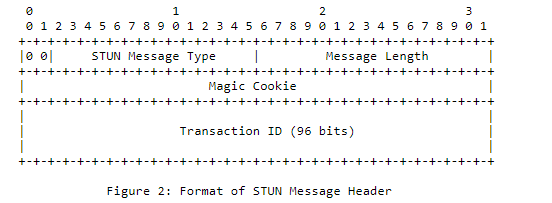 0                   1                   2                   3
 0 1 2 3 4 5 6 7 8 9 0 1 2 3 4 5 6 7 8 9 0 1 2 3 4 5 6 7 8 9 0 1
+-+-+-+-+-+-+-+-+-+-+-+-+-+-+-+-+-+-+-+-+-+-+-+-+-+-+-+-+-+-+-+-+
|0 0|     STUN Message Type     |         Message Length        |
+-+-+-+-+-+-+-+-+-+-+-+-+-+-+-+-+-+-+-+-+-+-+-+-+-+-+-+-+-+-+-+-+
|                         Magic Cookie                          |
+-+-+-+-+-+-+-+-+-+-+-+-+-+-+-+-+-+-+-+-+-+-+-+-+-+-+-+-+-+-+-+-+
|                                                               |
|                     Transaction ID (96 bits)                  |
|                                                               |
+-+-+-+-+-+-+-+-+-+-+-+-+-+-+-+-+-+-+-+-+-+-+-+-+-+-+-+-+-+-+-+-+
Figure 2: Format of STUN Message Header